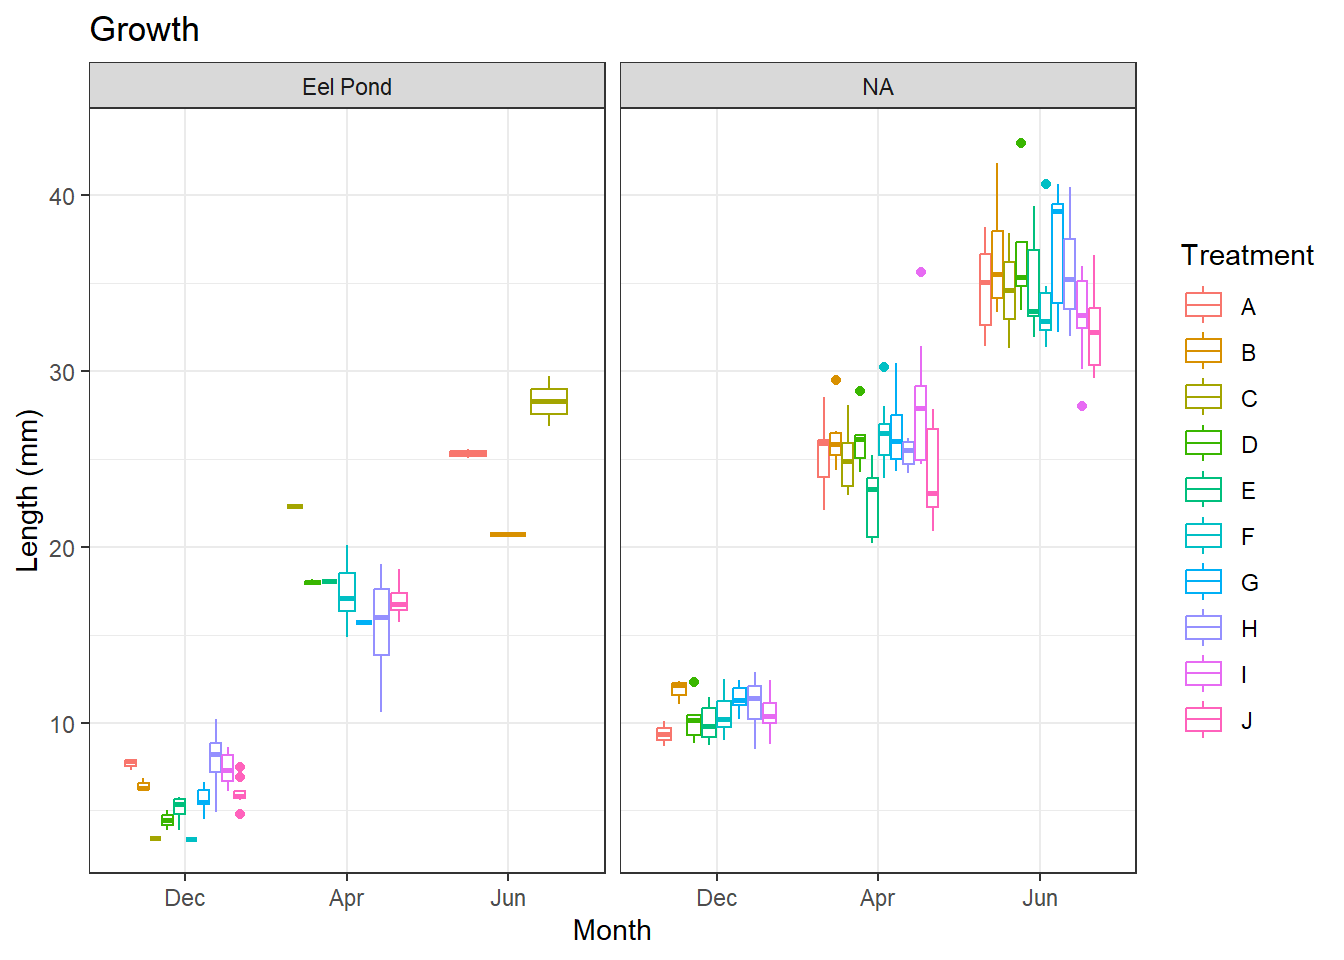 Growth
Eel Pond
NA
40
30
20
10
Length (mm)
Dec
Apr
Jun
Dec
Apr
Jun
Month
Treatment
A
B
C
D
E
F
G
H
I
J